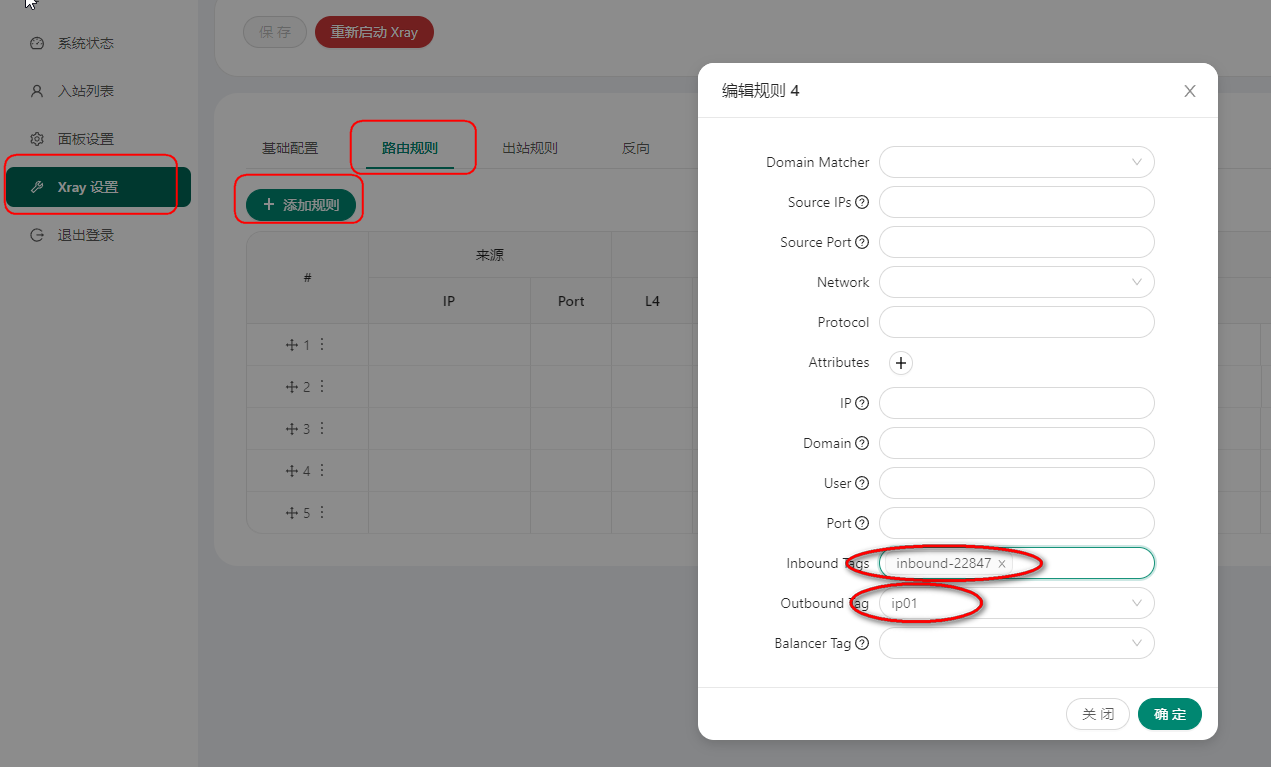 保 存
重新启动 Xray
系统状态
入站列表
面板设置
Xray 设置
退出登录
基础配置
路由规则
出站规则
反向
+ 添加规则
#
来源
IP
Port
L4
1
2
3
4
5
编辑规则 4
Domain Matcher
Source IPs
Source Port
Network
Protocol
Attributes
IP
Domain
User
Port
Inbound Tags inbound-22847
Outbound Tag ip01
Balancer Tag
关 闭
确 定